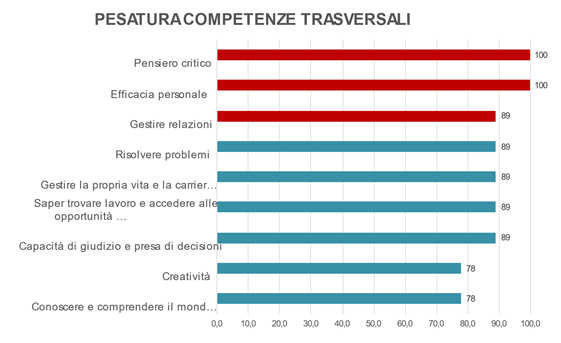 PESATURA COMPETENZE TRASVERSALI
Pensiero critico
100
Efficacia personale
100
Gestire relazioni
89
Risolvere problemi
89
Gestire la propria vita e la carrier...
89
Saper trovare lavoro e accedere alle
opportunità ...
89
Capacità di giudizio e presa di decisioni
89
Creatività
78
Conoscere e comprendere il mond...
78
0,0 10,0 20,0 30,0 40,0 50,0 60,0 70,0 80,0 90,0 100,0